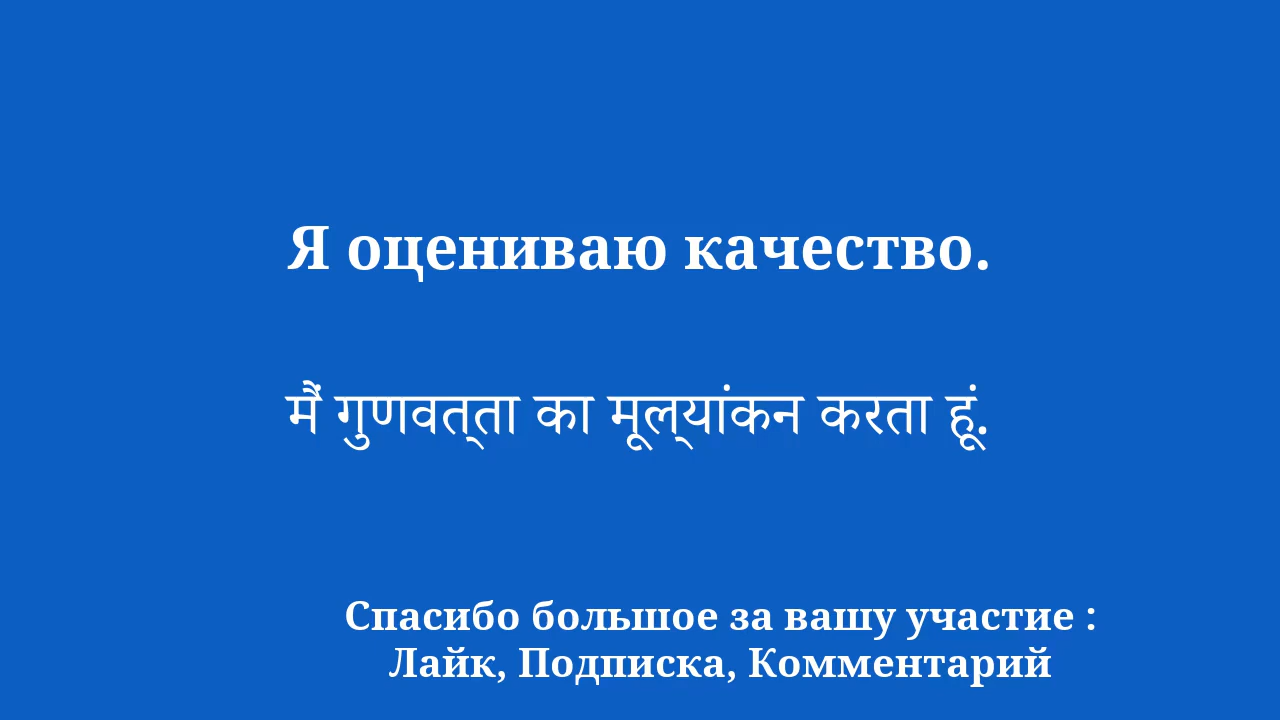 Я оцениваю качество.
मैं गुणवत्ता का मूल्यांकन करता हूं.
Спасибо большое за вашу участие :
Лайк, Подписка, Комментарий